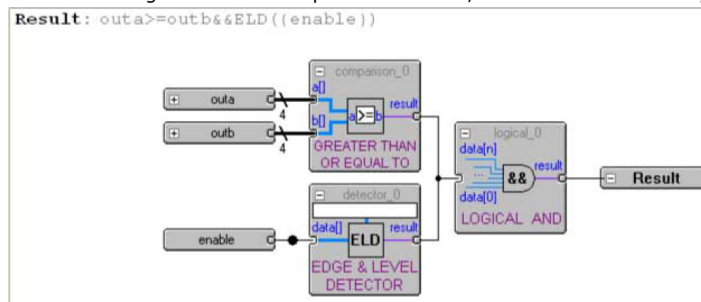 Result: outa>=outb&&ELD((enable))
comparison_0
a[]
outa
4
a>=b
result
b[]
outb
4
GREATER THAN
OR EQUAL TO
logical_0
data[n]
...
&&
result
Result
data[0]
LOGICAL AND
detector_0
data[]
result
enable
ELD
EDGE & LEVEL
DETECTOR